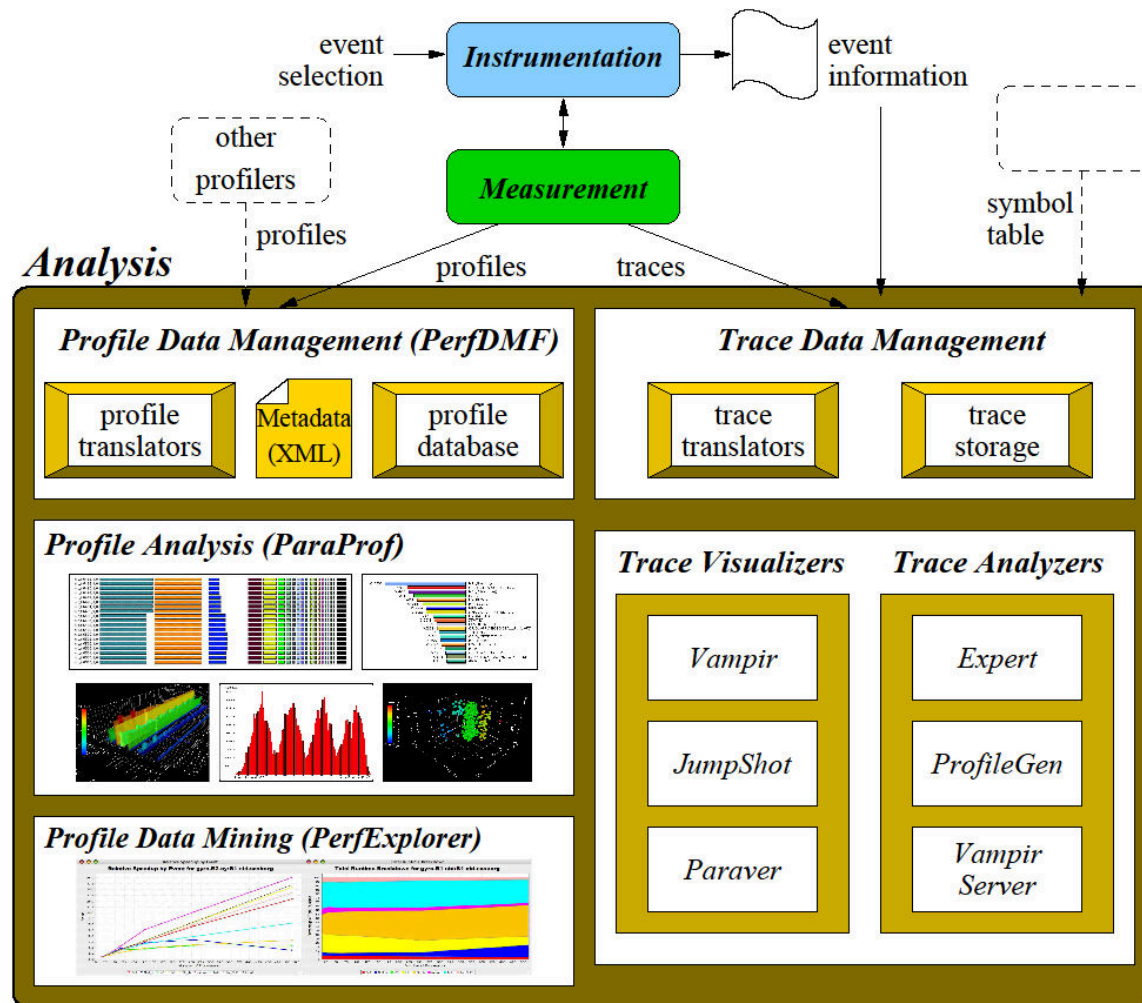 event
selection
Instrumentation
event
information
other
profilers
Measurement
symbol
table
profiles
profiles
traces
Analysis
Profile Data Management (PerfDMF)
profile
translators
Metadata
(XML)
profile
database
Trace Data Management
trace
translators
trace
storage
Profile Analysis (ParaProf)
Trace Visualizers
Vampir
JumpShot
Paraver
Trace Analyzers
Expert
ProfileGen
Vampir
Server
Profile Data Mining (PerfExplorer)